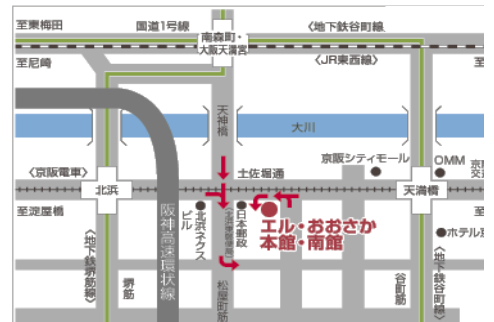 至東梅田
国道1号線
〈地下鉄谷町線〉
南森町・
大阪天満宮
至尼崎
〈JR東西線〉
至
天神橋
大川
京阪シティモール
OMM
〈京阪電車〉
土佐堀通
北浜
天満橋
至淀屋橋
阪神高速環状線
北浜ネクス
ビル
日本郵政
エル・おおさか
本館・南館
ホテル京
〈地下鉄堺筋線〉
堺筋
松屋町筋
谷町筋
〈地下鉄谷町線〉